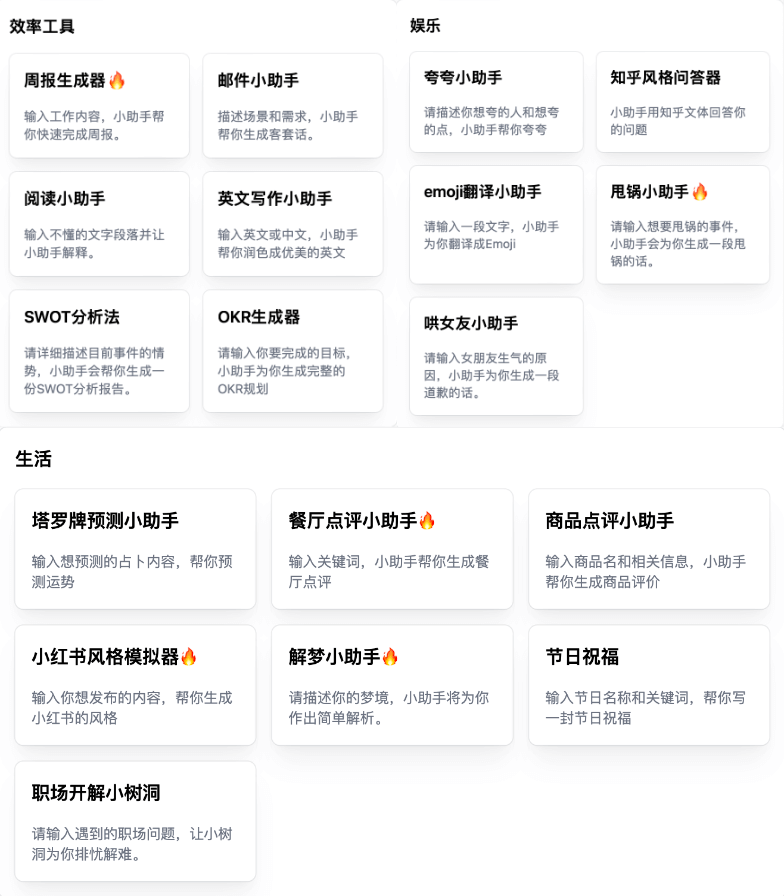 效率工具
周报生成器🔥
输入工作内容，小助手帮
你快速完成周报。
邮件小助手
描述场景和需求，小助手
帮你生成客套话。
阅读小助手
输入不懂的文字段落并让
小助手解释。
英文写作小助手
输入英文或中文，小助手
帮你润色成优美的英文
SWOT分析法
请详细描述目前事件的情
势，小助手会帮你生成一
份SWOT分析报告。
OKR生成器
请输入你要完成的目标，
小助手为你生成完整的
OKR规划
娱乐
夸夸小助手
请描述你想夸的人和想夸
的点，小助手帮你夸夸
知乎风格问答器
小助手用知乎文体回答你
的问题
emoji翻译小助手
请输入一段文字，小助手
为你翻译成Emoji
甩锅小助手🔥
请输入想要甩锅的事件，
小助手会为你生成一段甩
锅的话。
哄女友小助手
请输入女朋友生气的原
因，小助手为你生成一段
道歉的话。
生活
塔罗牌预测小助手
输入想预测的占卜内容，帮你预
测运势
餐厅点评小助手🔥
输入关键词，小助手帮你生成餐
厅点评
商品点评小助手
输入商品名和相关信息，小助手
帮你生成商品评价
小红书风格模拟器🔥
输入你想发布的内容，帮你生成
小红书的风格
解梦小助手🔥
请描述你的梦境，小助手将为你
作出简单解析。
节日祝福
输入节日名称和关键词，帮你写
一封节日祝福
职场开解小树洞
请输入遇到的职场问题，让小树
洞为你排忧解难。